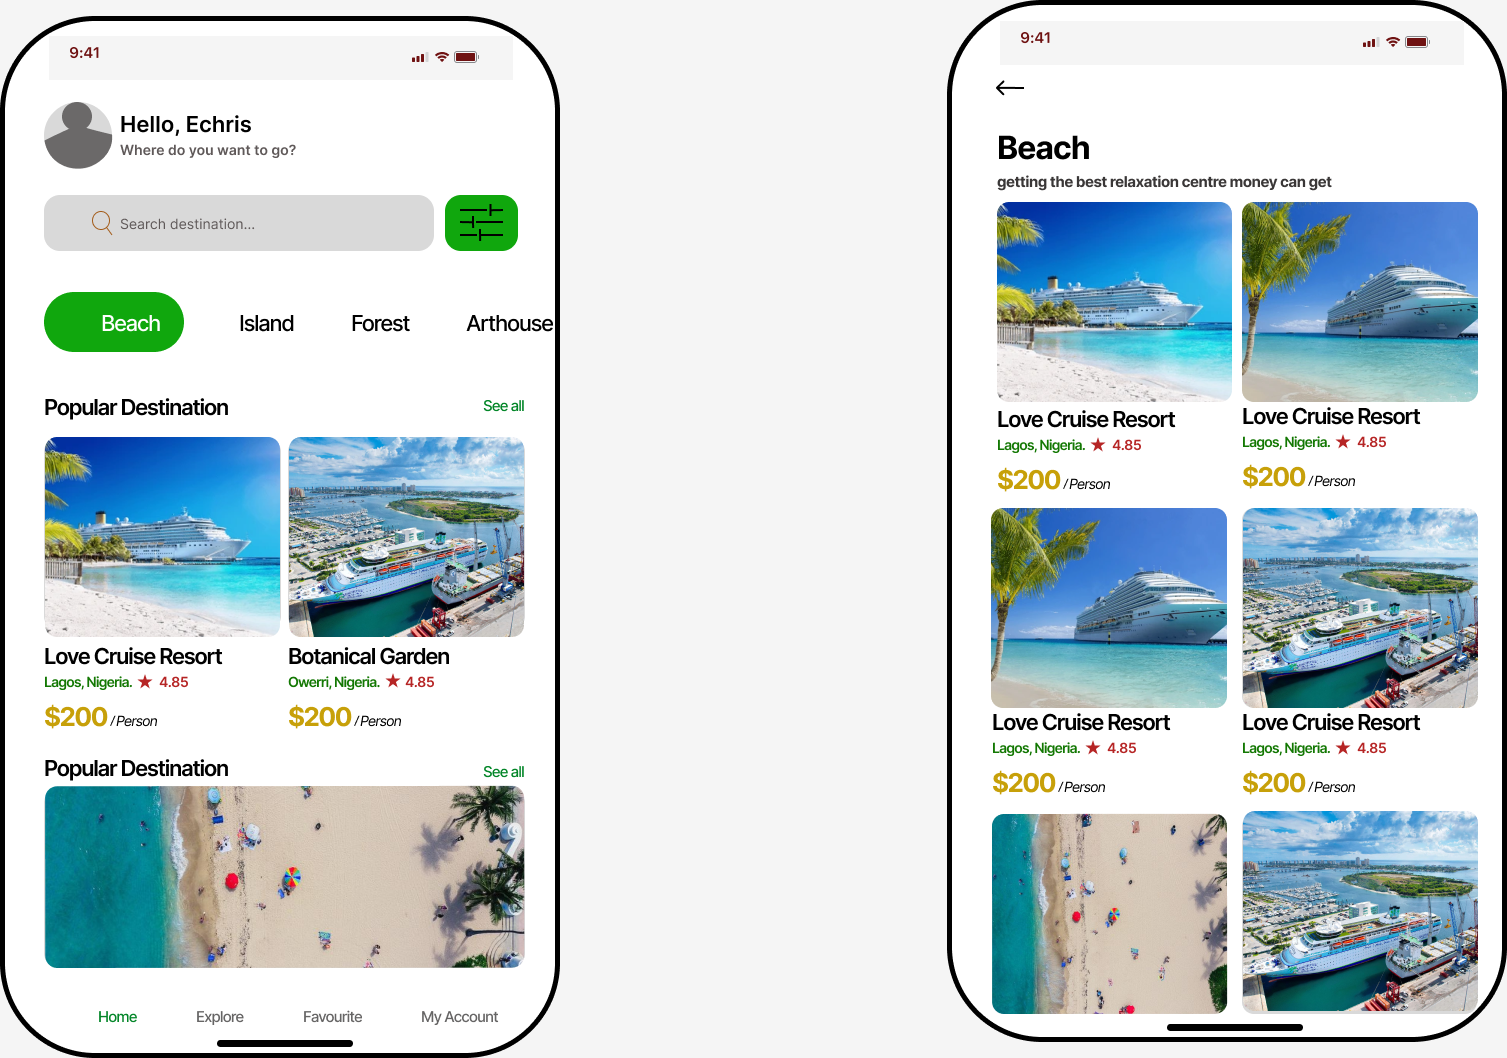 9:41
Hello, Echris
Where do you want to go?
Search destination...
Beach Island Forest Arthouse
Popular Destination See all
Love Cruise Resort Botanical Garden
Lagos, Nigeria. ★ 4.85 Owerri, Nigeria. ★ 4.85
$200 /Person $200 /Person
Popular Destination See all
Home Explore Favourite My Account
9:41
Beach
getting the best relaxation centre money can get
Love Cruise Resort Love Cruise Resort
Lagos, Nigeria. ★ 4.85 Lagos, Nigeria. ★ 4.85
$200 /Person $200 /Person
Love Cruise Resort Love Cruise Resort
Lagos, Nigeria. ★ 4.85 Lagos, Nigeria. ★ 4.85
$200 /Person $200 /Person